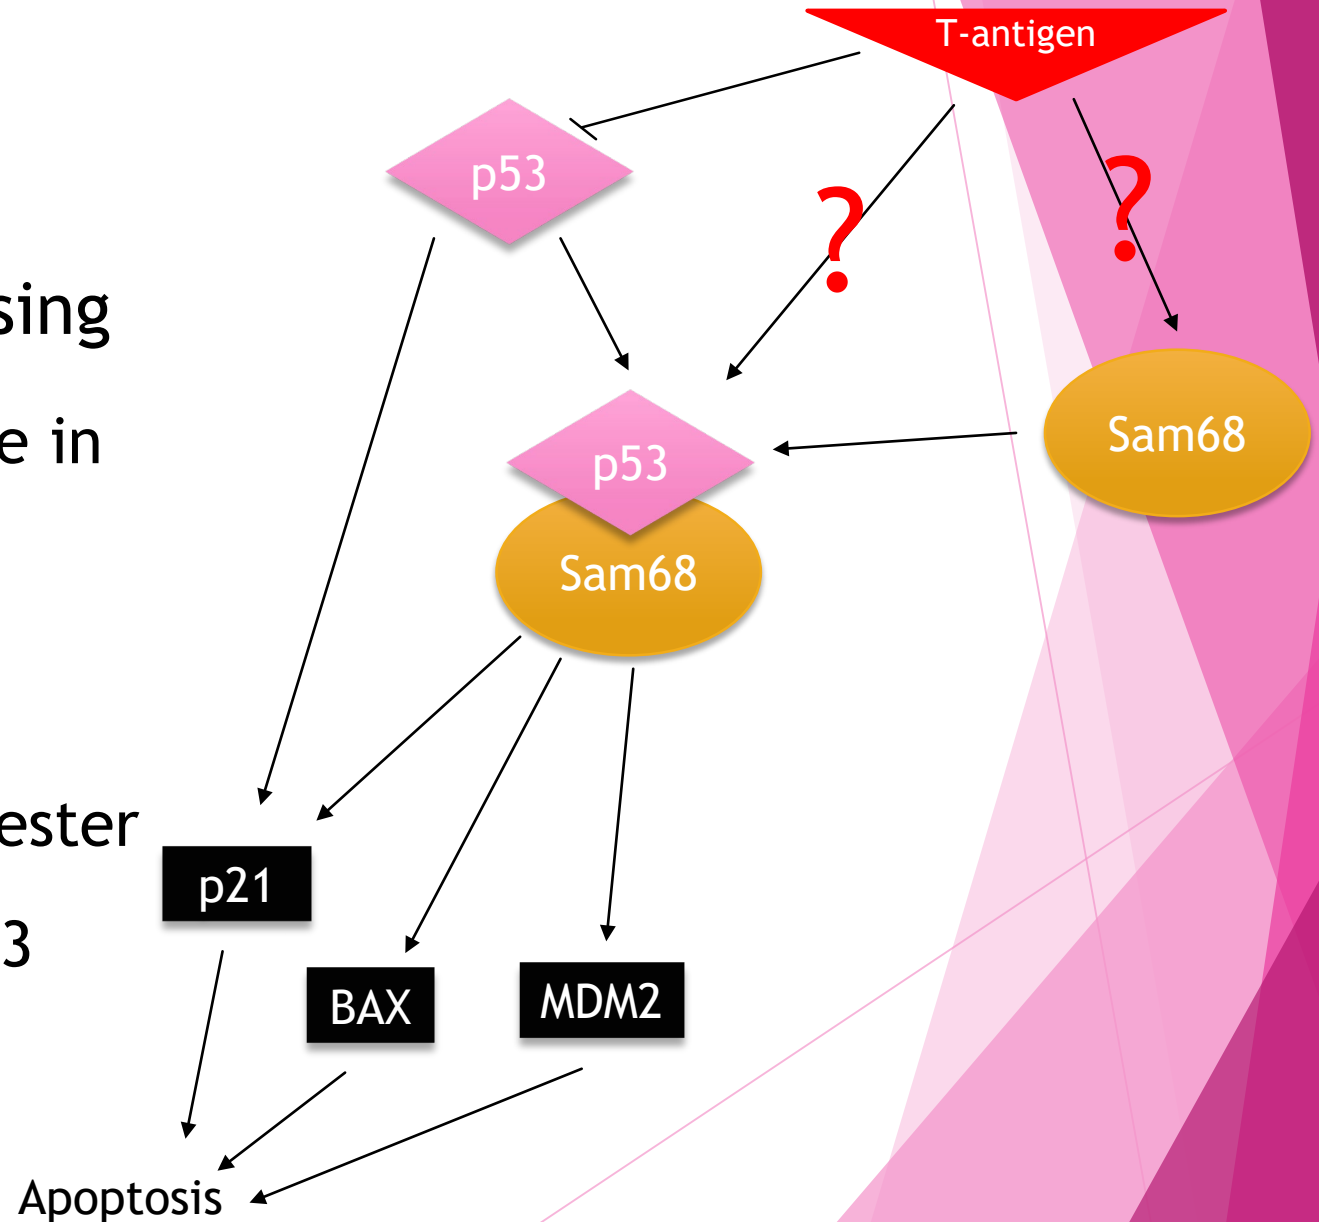 T-antigen
p53
?
?
sing
e in
Sam68
p53
Sam68
ester
p21
3
BAX
MDM2
Apoptosis